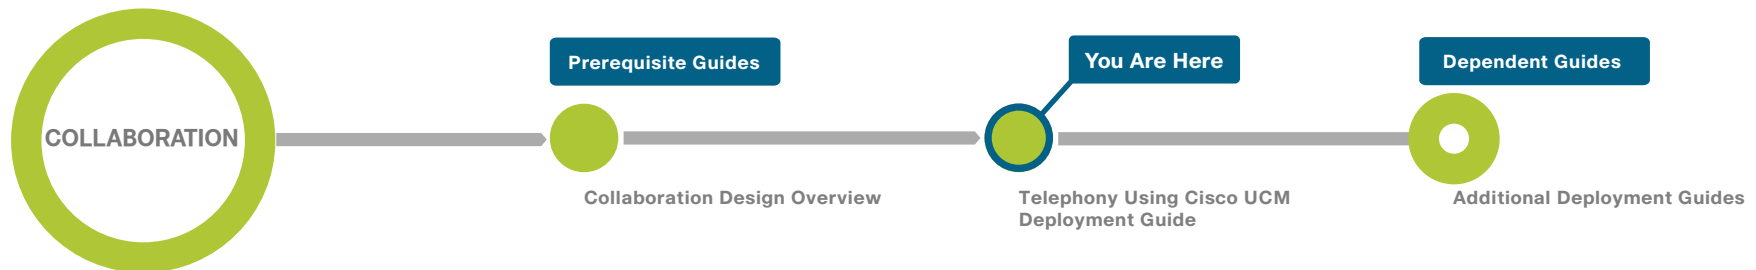 COLLABORATION
Prerequisite Guides
Collaboration Design Overview
You Are Here
Telephony Using Cisco UCM
Deployment Guide
Dependent Guides
Additional Deployment Guides